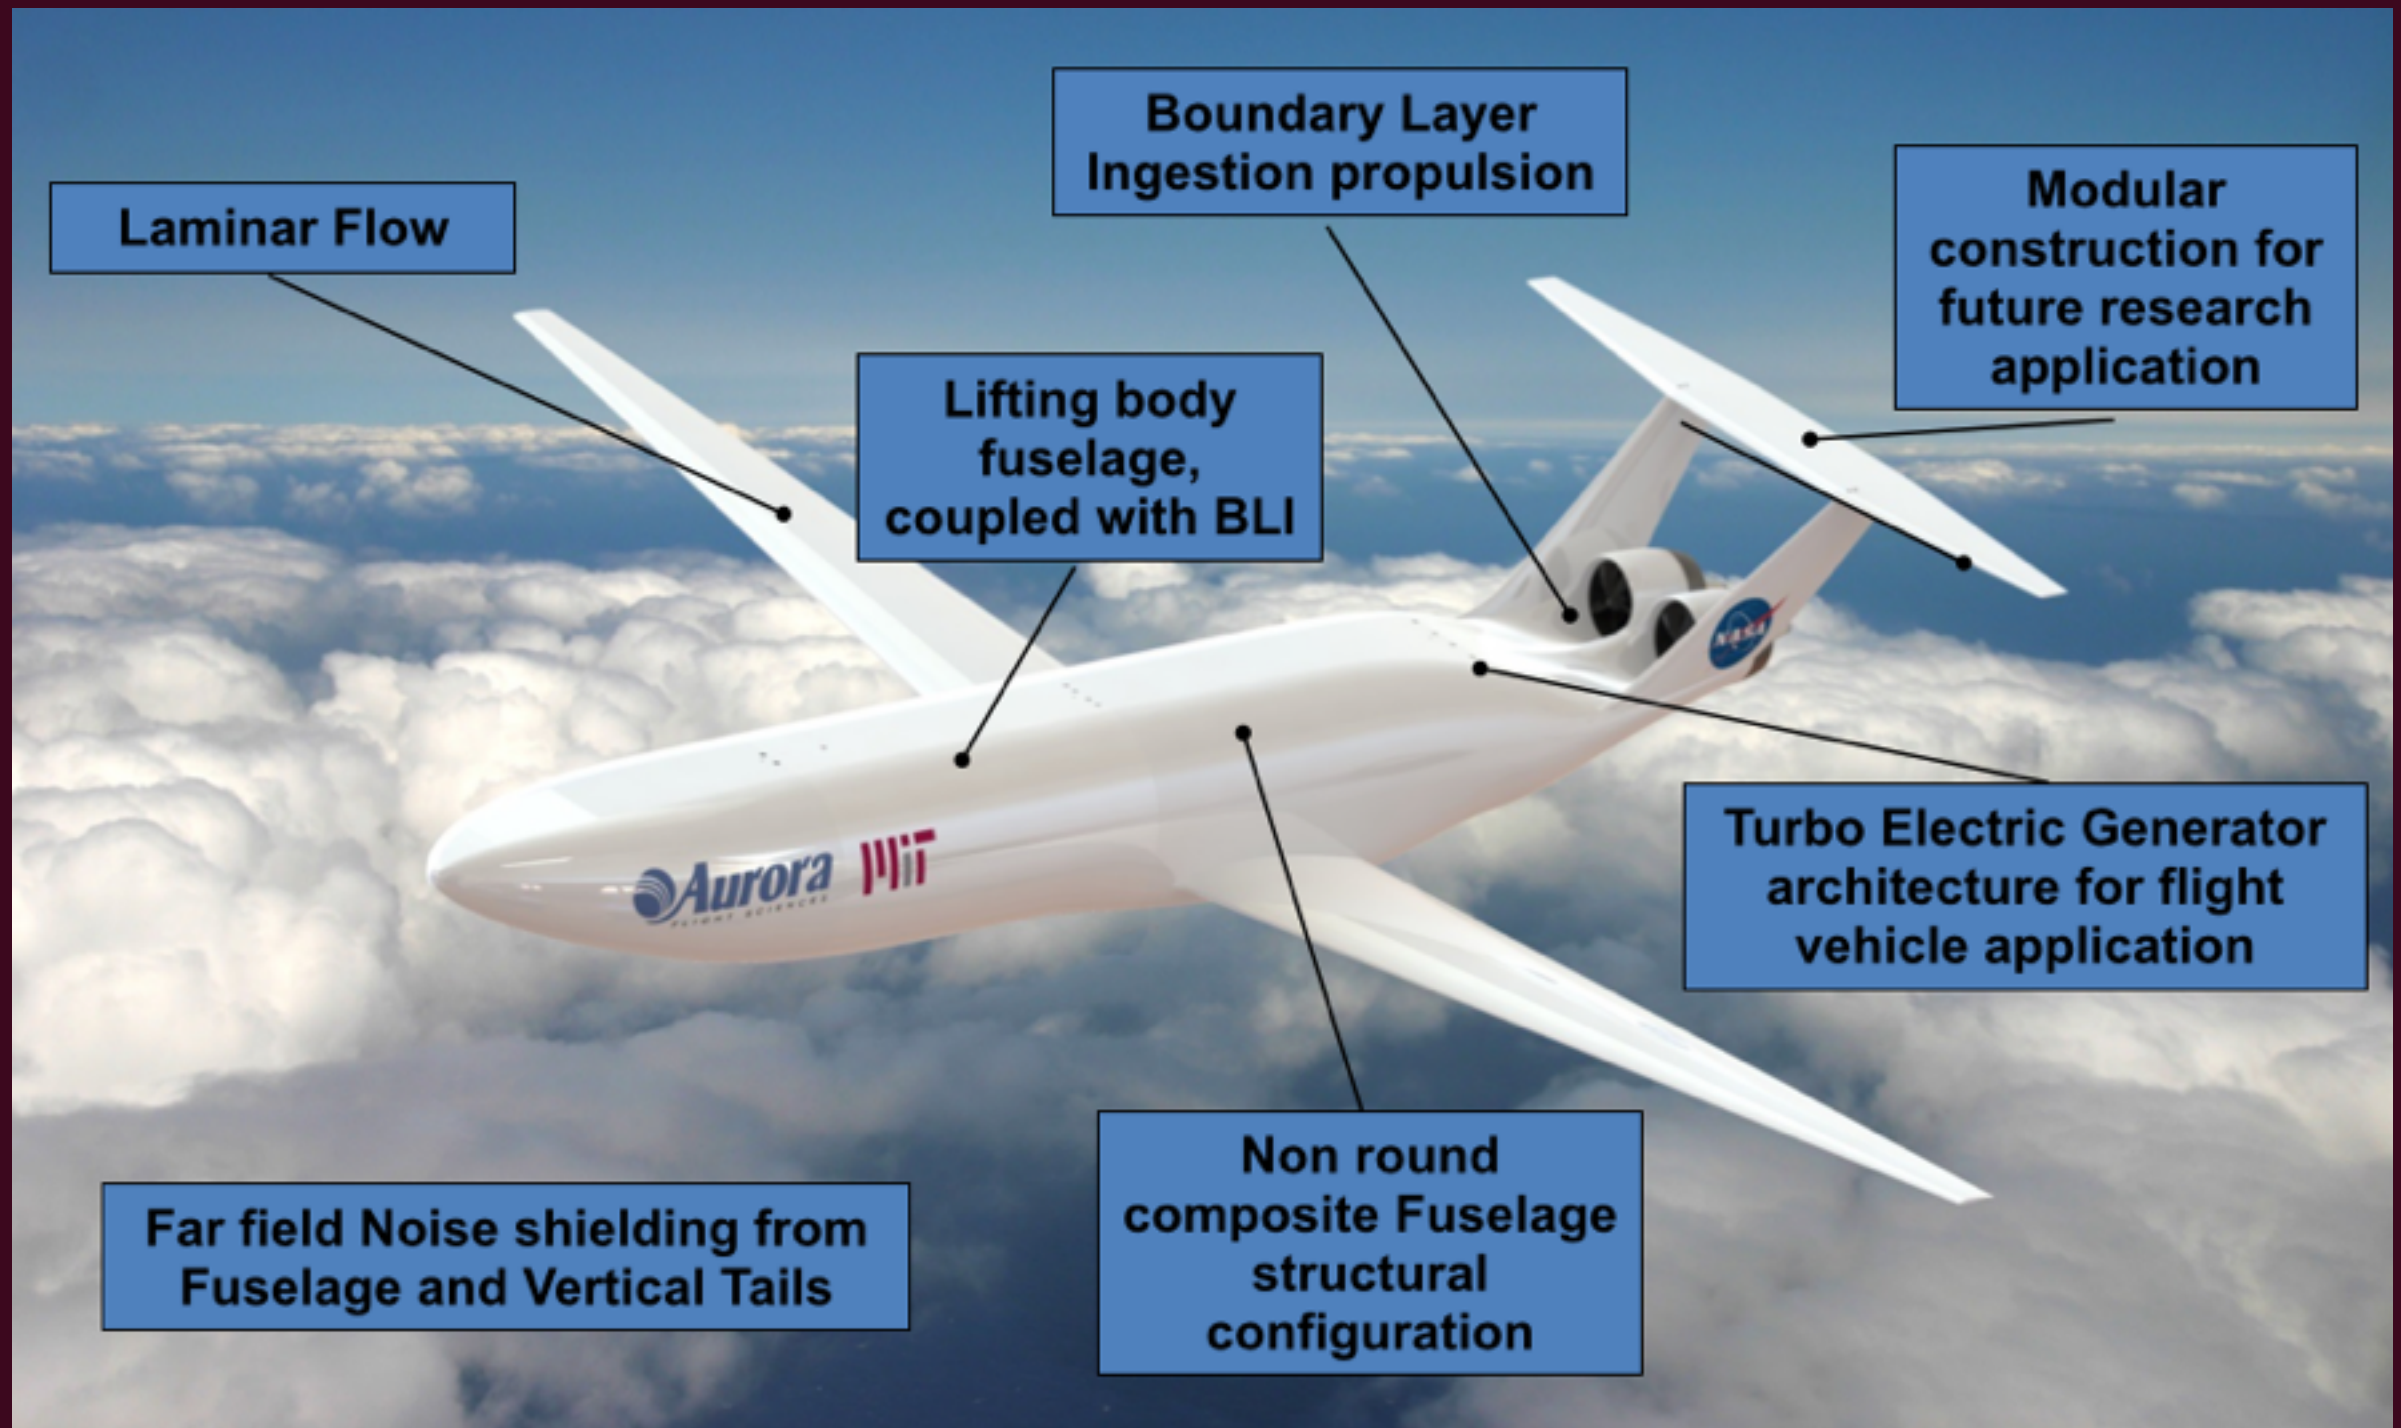 Boundary Layer
Ingestion propulsion
Modular
construction for
future research
application
Laminar Flow
Lifting body
fuselage,
coupled with BLI
NASA
Aurora
FLIGHT SCIENCES
MIT
Turbo Electric Generator
architecture for flight
vehicle application
Non round
composite Fuselage
structural
configuration
Far field Noise shielding from
Fuselage and Vertical Tails